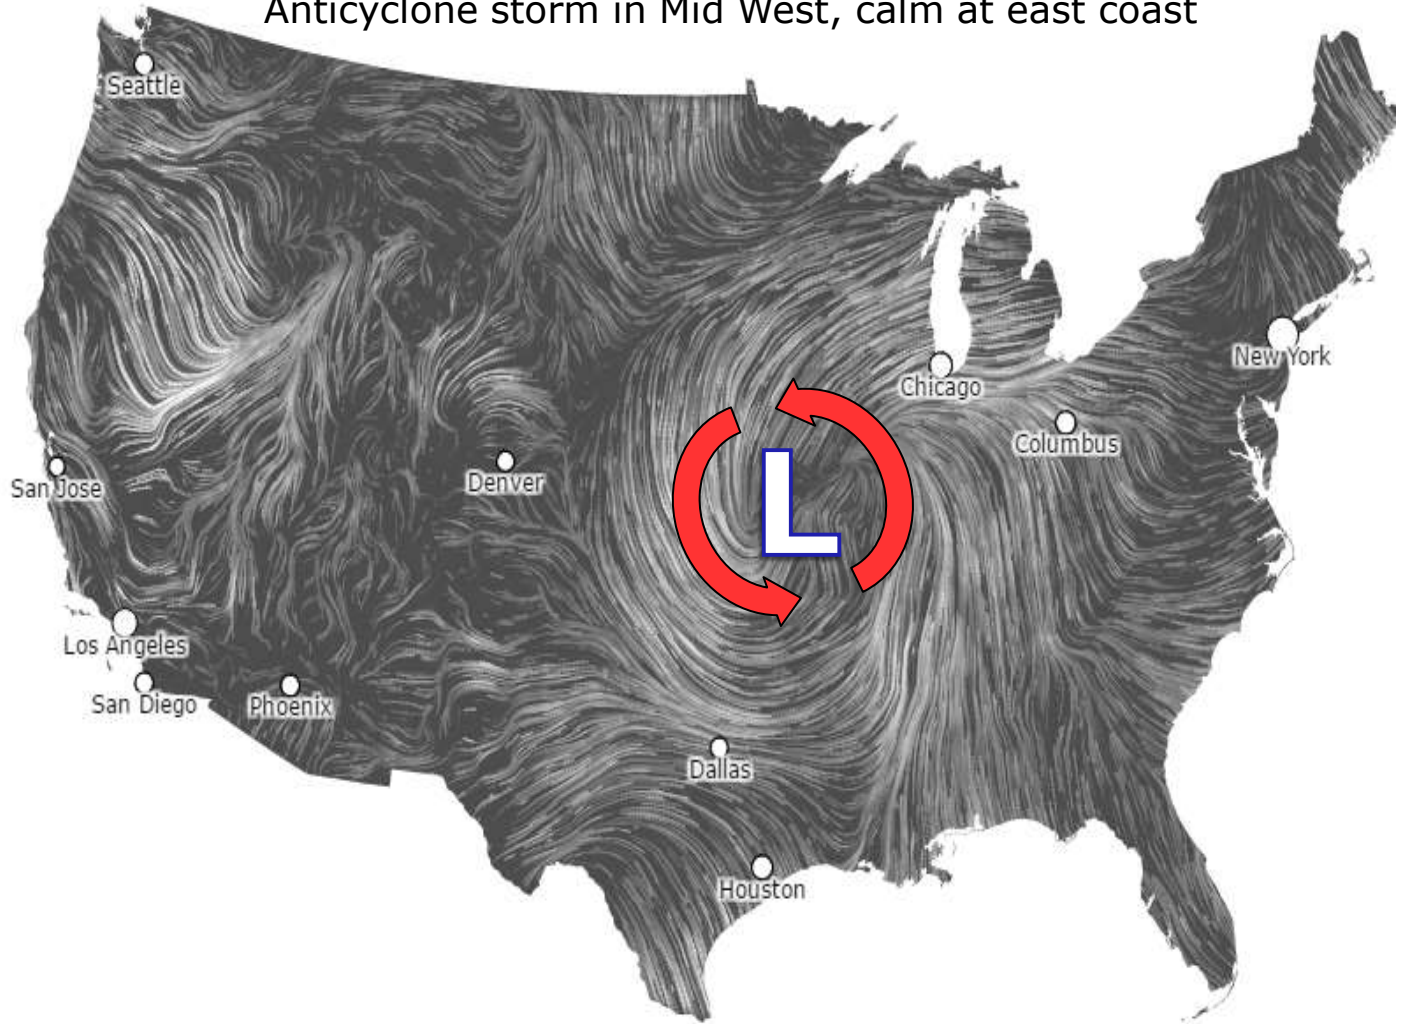 Anticyclone storm in Mid West, calm at east coast
Seattle
New York
Chicago
Columbus
San Jose
Denver
L
Los Angeles
San Diego
Phoenix
Dallas
Houston